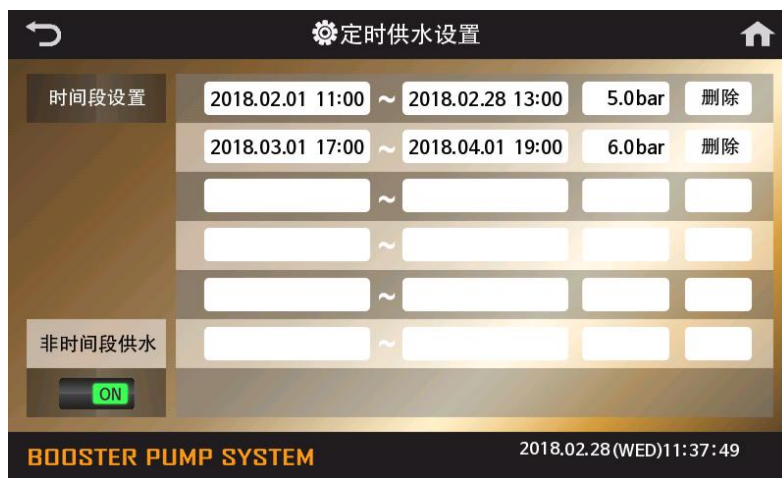 定时供水设置
时间段设置
2018.02.01 11:00 ~ 2018.02.28 13:00 5.0bar 删除
2018.03.01 17:00 ~ 2018.04.01 19:00 6.0bar 删除
~
~
~
非时间段供水 ~
ON
BOOSTER PUMP SYSTEM 2018.02.28(WED)11:37:49